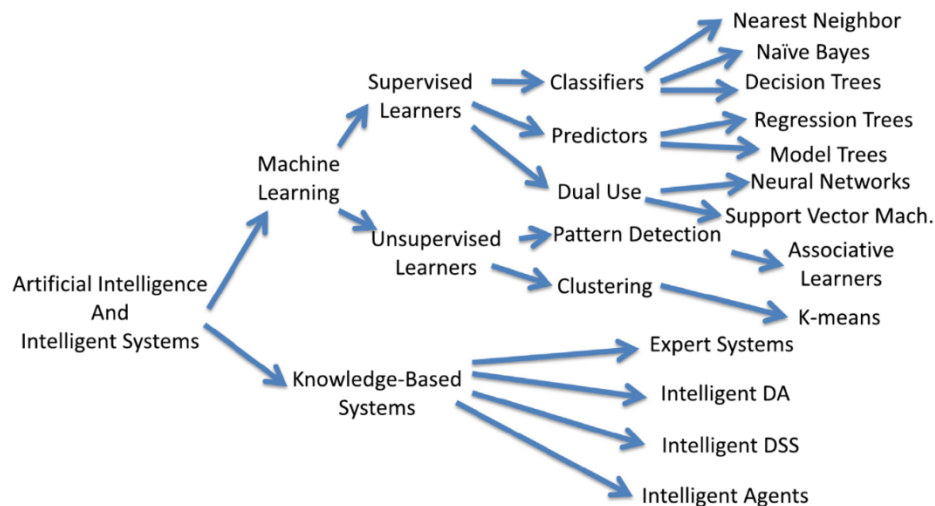 Nearest Neighbor
Naïve Bayes
Supervised
Learners
Classifiers
Decision Trees
Regression Trees
Predictors
Model Trees
Machine
Learning
Dual Use
Neural Networks
Support Vector Mach.
Unsupervised
Learners
Pattern Detection
Associative
Learners
Clustering
Artificial Intelligence
And
Intelligent Systems
K-means
Expert Systems
Knowledge-Based
Systems
Intelligent DA
Intelligent DSS
Intelligent Agents